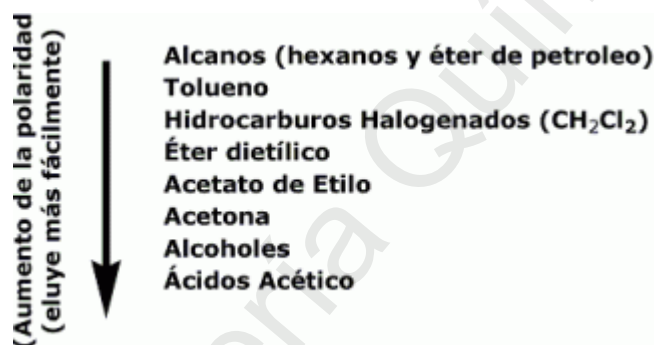 (Aumento de la polaridad
(eluye más fácilmente)
Alcanos (hexanos y éter de petroleo)
Tolueno
Hidrocarburos Halogenados (CH₂Cl₂)
Éter dietílico
Acetato de Etilo
Acetona
Alcoholes
Ácidos Acético